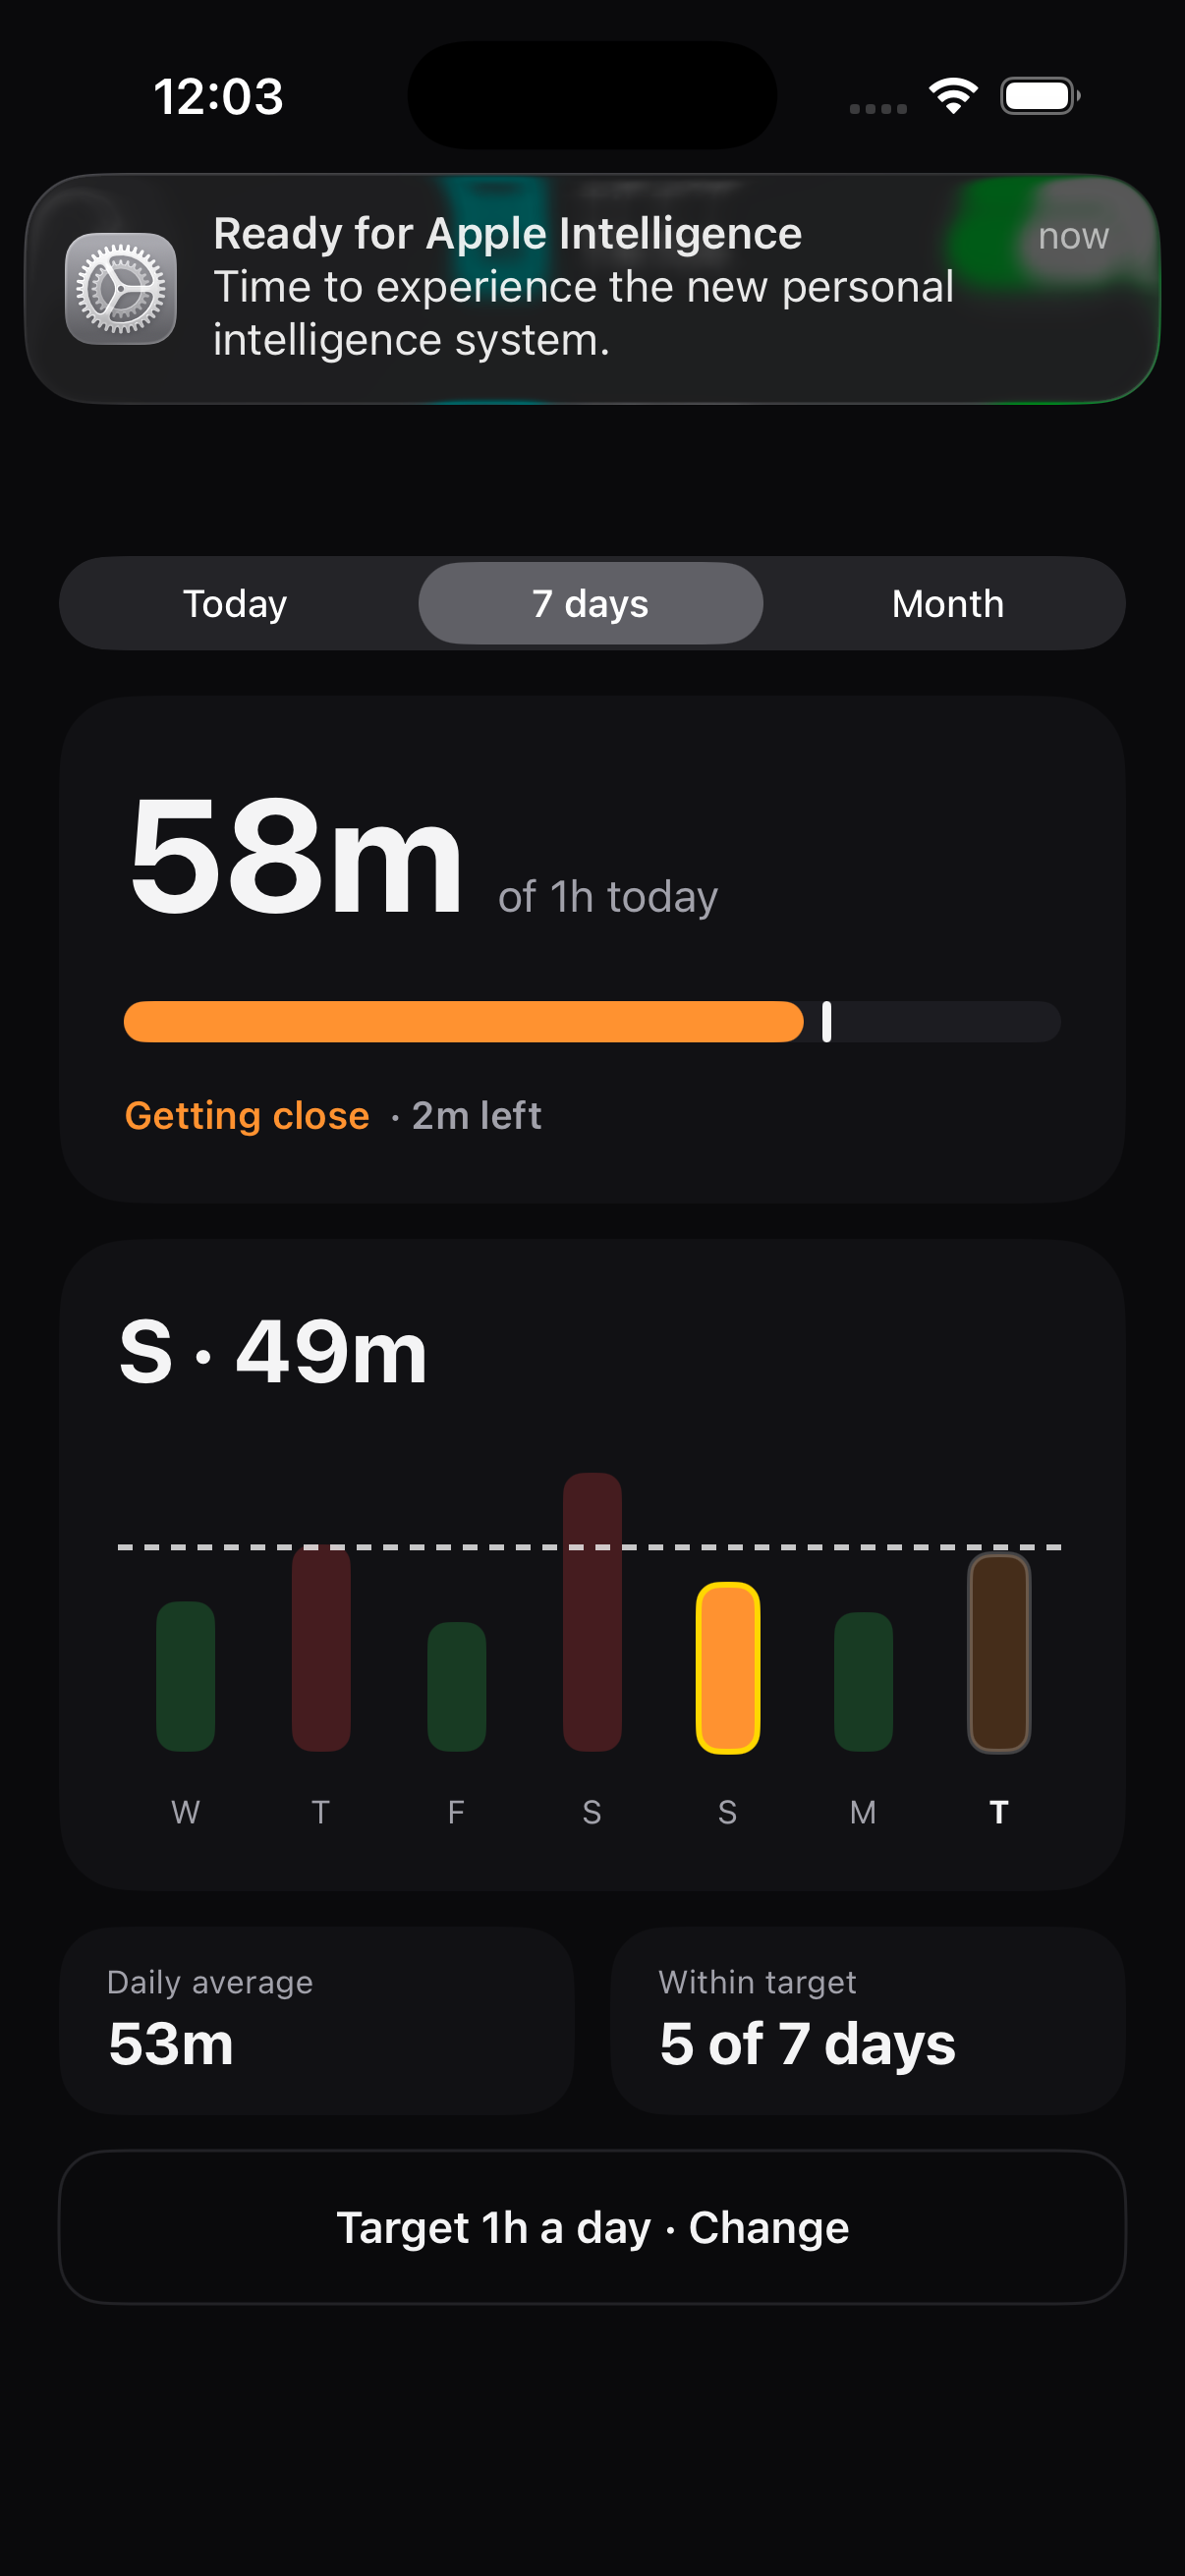 12:03
Ready for Apple Intelligence
now
Time to experience the new personal
intelligence system.
Today
7 days
Month
58m of 1h today
Getting close · 2m left
S · 49m
W T F S S M T
Daily average
53m
Within target
5 of 7 days
Target 1h a day · Change